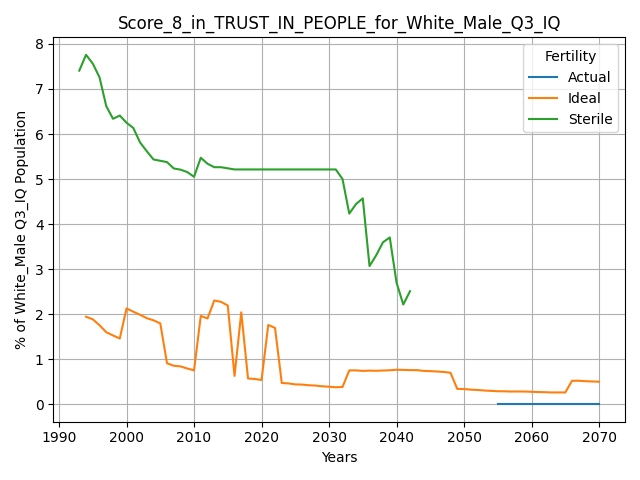 Score_8_in_TRUST_IN_PEOPLE_for_White_Male_Q3_IQ
% of White_Male Q3_IQ Population
8
7
6
5
4
3
2
1
0
Fertility
Actual
Ideal
Sterile
1990 2000 2010 2020 2030 2040 2050 2060 2070
Years